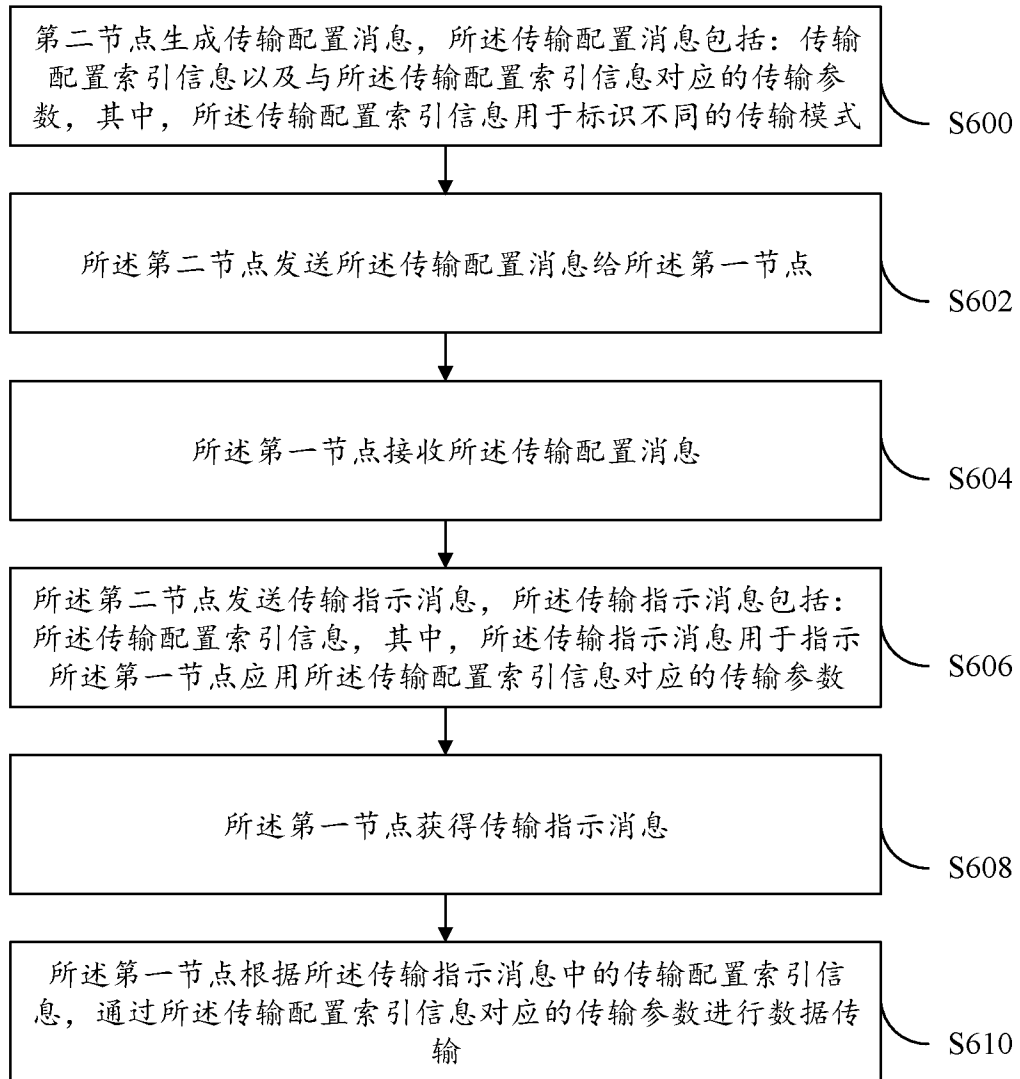 第二节点生成传输配置消息，所述传输配置消息包括：传输
配置索引信息以及与所述传输配置索引信息对应的传输参
数，其中，所述传输配置索引信息用于标识不同的传输模式
S600
所述第二节点发送所述传输配置消息给所述第一节点
S602
所述第一节点接收所述传输配置消息
S604
所述第二节点发送传输指示消息，所述传输指示消息包括：
所述传输配置索引信息，其中，所述传输指示消息用于指示
所述第一节点应用所述传输配置索引信息对应的传输参数
S606
所述第一节点获得传输指示消息
S608
所述第一节点根据所述传输指示消息中的传输配置索引信
息，通过所述传输配置索引信息对应的传输参数进行数据传
输
S610